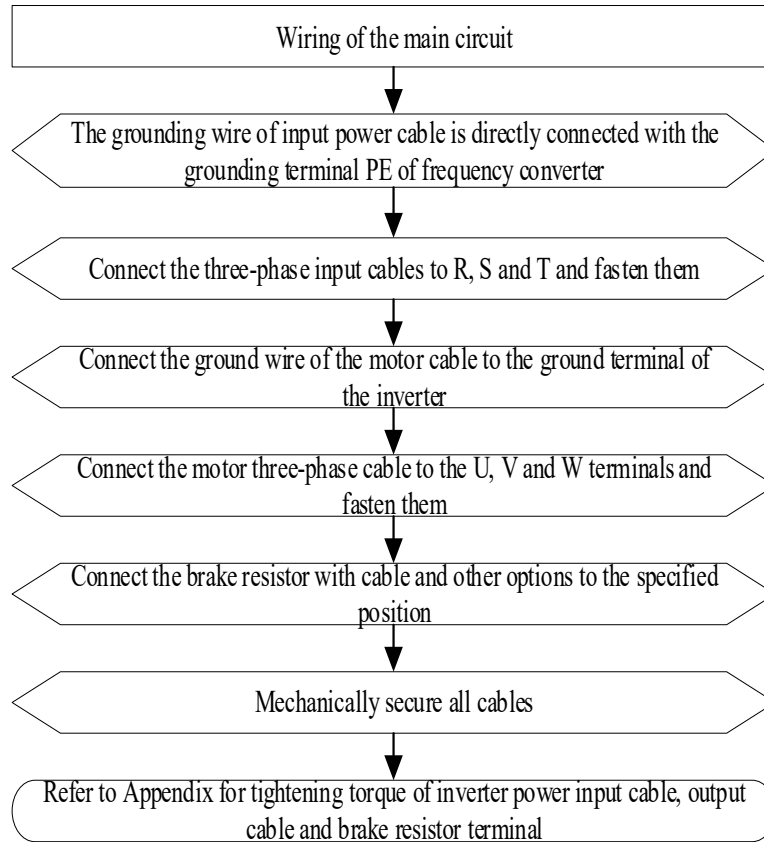 Wiring of the main circuit
The grounding wire of input power cable is directly connected with the
grounding terminal PE of frequency converter
Connect the three-phase input cables to R, S and T and fasten them
Connect the ground wire of the motor cable to the ground terminal of
the inverter
Connect the motor three-phase cable to the U, V and W terminals and
fasten them
Connect the brake resistor with cable and other options to the specified
position
Mechanically secure all cables
Refer to Appendix for tightening torque of inverter power input cable, output
cable and brake resistor terminal